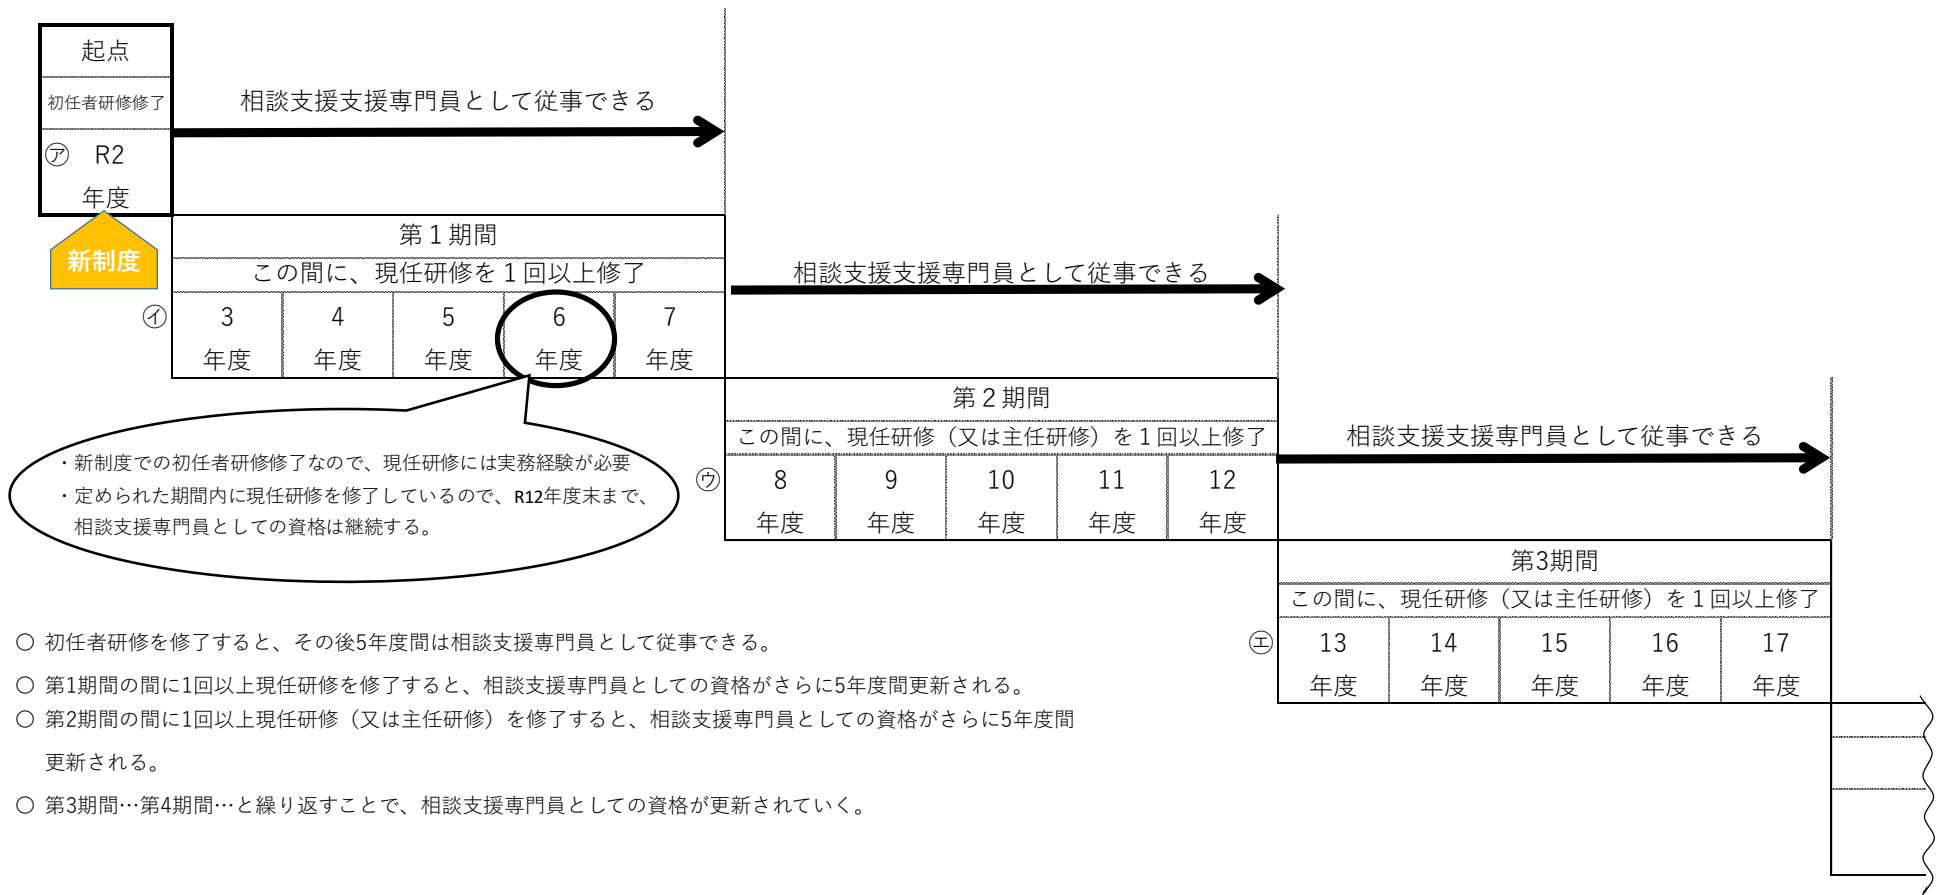 起点
初任者研修修了
㋐ R2
年度
新制度
相談支援支援専門員として従事できる
第１期間
この間に、現任研修を１回以上修了
㋑ 3 4 5 6 7
年度 年度 年度 年度 年度
相談支援支援専門員として従事できる
・新制度での初任者研修修了なので、現任研修には実務経験が必要
・定められた期間内に現任研修を修了しているので、R12年度末まで、
相談支援専門員としての資格は継続する。
第２期間
この間に、現任研修（又は主任研修）を１回以上修了
㋒ 8 9 10 11 12
年度 年度 年度 年度 年度
相談支援支援専門員として従事できる
第3期間
この間に、現任研修（又は主任研修）を１回以上修了
㋓ 13 14 15 16 17
年度 年度 年度 年度 年度
〇 初任者研修を修了すると、その後5年度間は相談支援専門員として従事できる。
〇 第1期間の間に1回以上現任研修を修了すると、相談支援専門員としての資格がさらに5年度間更新される。
〇 第2期間の間に1回以上現任研修（又は主任研修）を修了すると、相談支援専門員としての資格がさらに5年度間
更新される。
〇 第3期間…第4期間…と繰り返すことで、相談支援専門員としての資格が更新されていく。